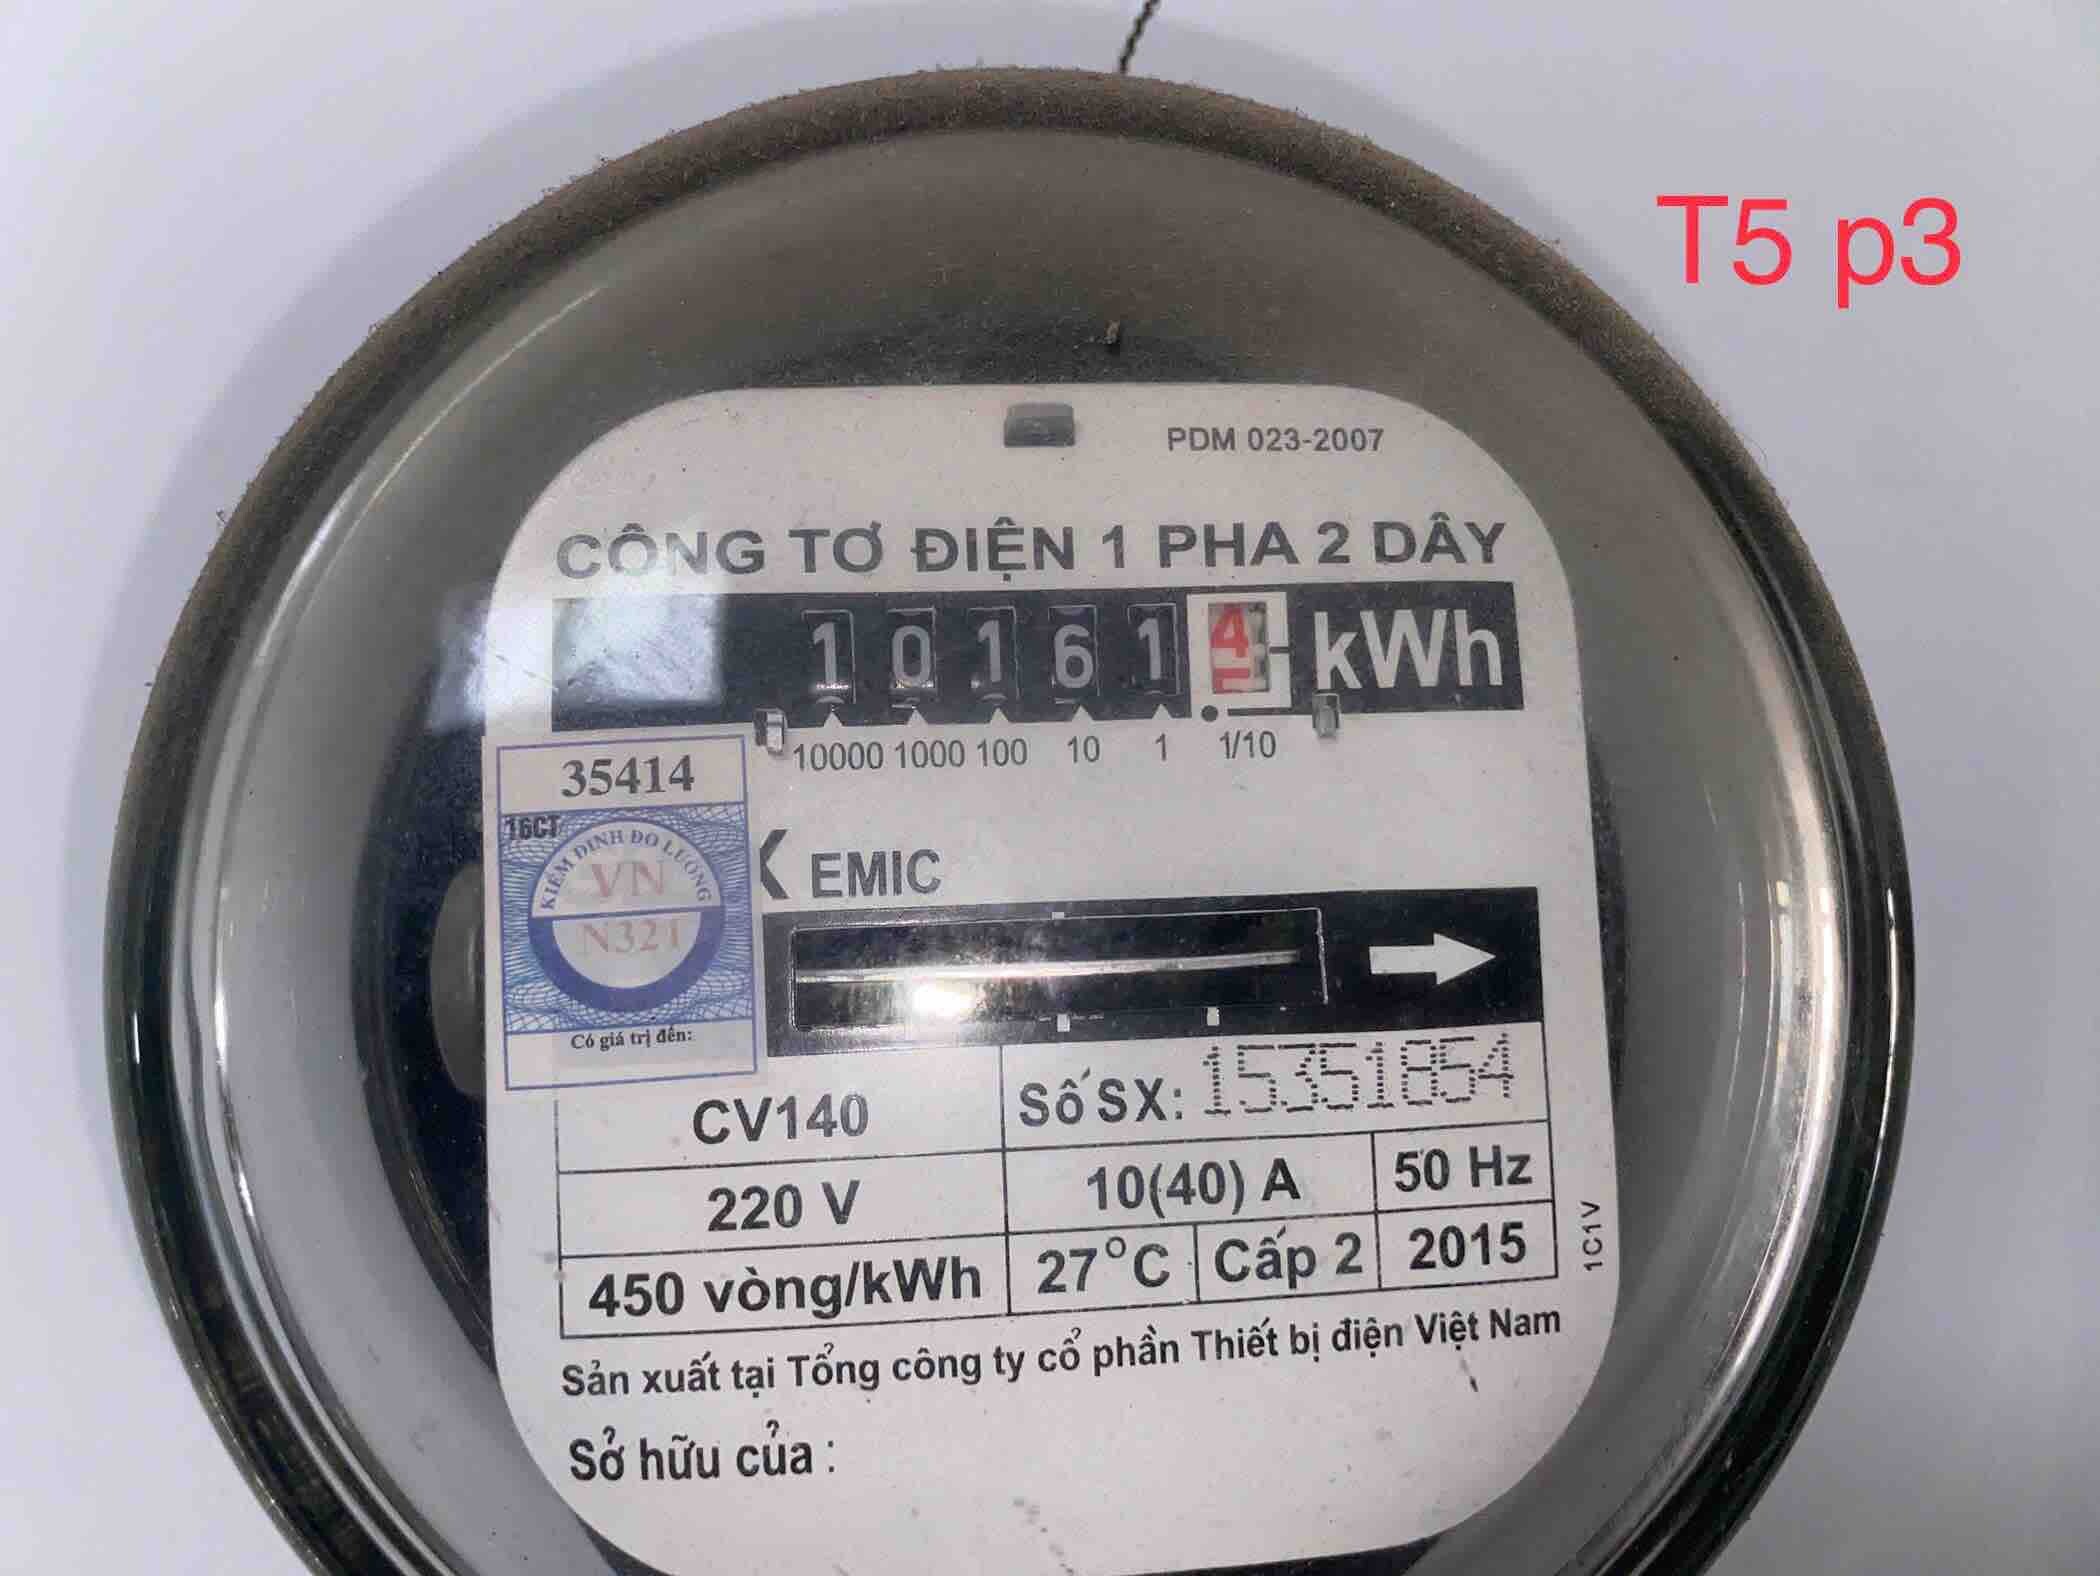 T5 p3
PDM 023-2007
CÔNG TƠ ĐIỆN 1 PHA 2 DÂY
1 0 1 6 1 4 kWh
10000 1000 100 10 1 1/10
35414
16CT
KIỂM ĐỊNH ĐO LƯỜNG
VN
N321
Có giá trị đến:
EMIC
CV140
Số SX: 15351854
220 V
10(40) A
50 Hz
450 vòng/kWh
27°C
Cấp 2
2015
1C1V
Sản xuất tại Tổng công ty cổ phần Thiết bị điện Việt Nam
Sở hữu của :